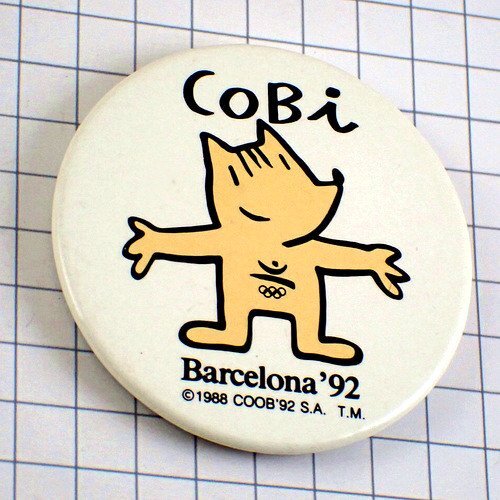 COBi
Barcelona '92
©1988 COOB'92 S.A. T.M.